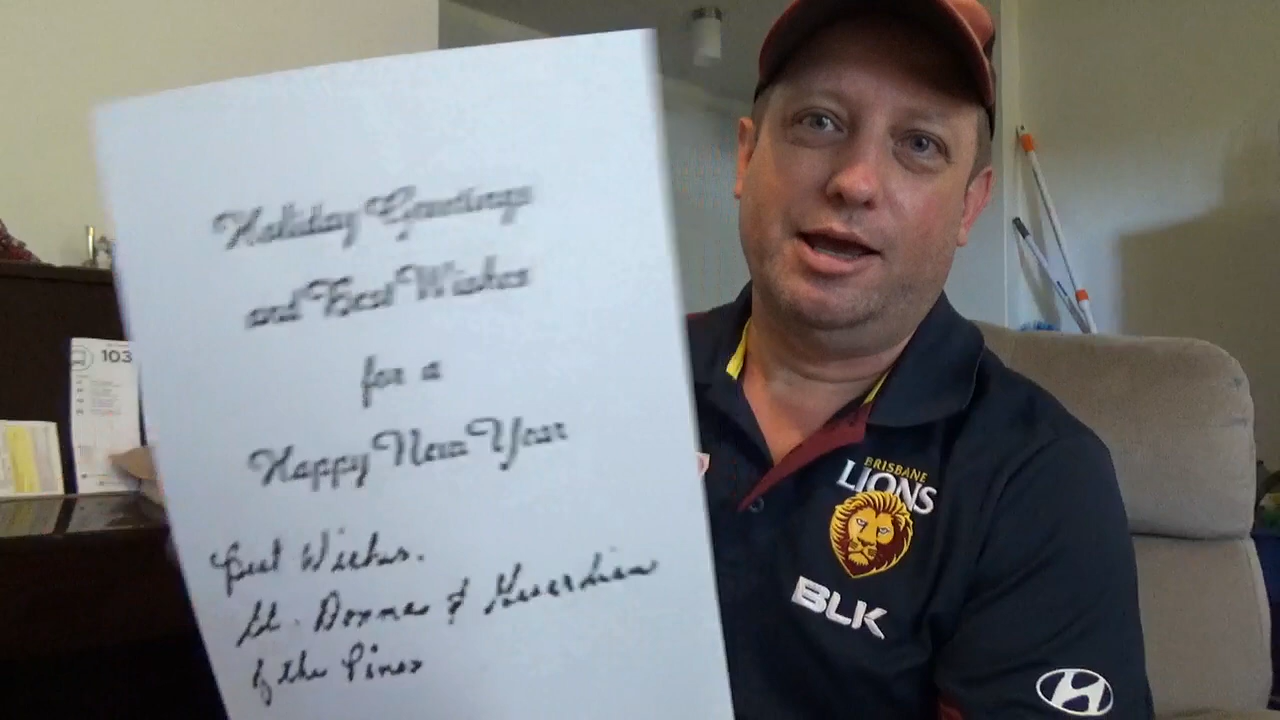 Holiday Greetings
and Best Wishes
for a
Happy New Year
Best Wishes.
of the Pines
103
BRISBANE
LIONS
BLK